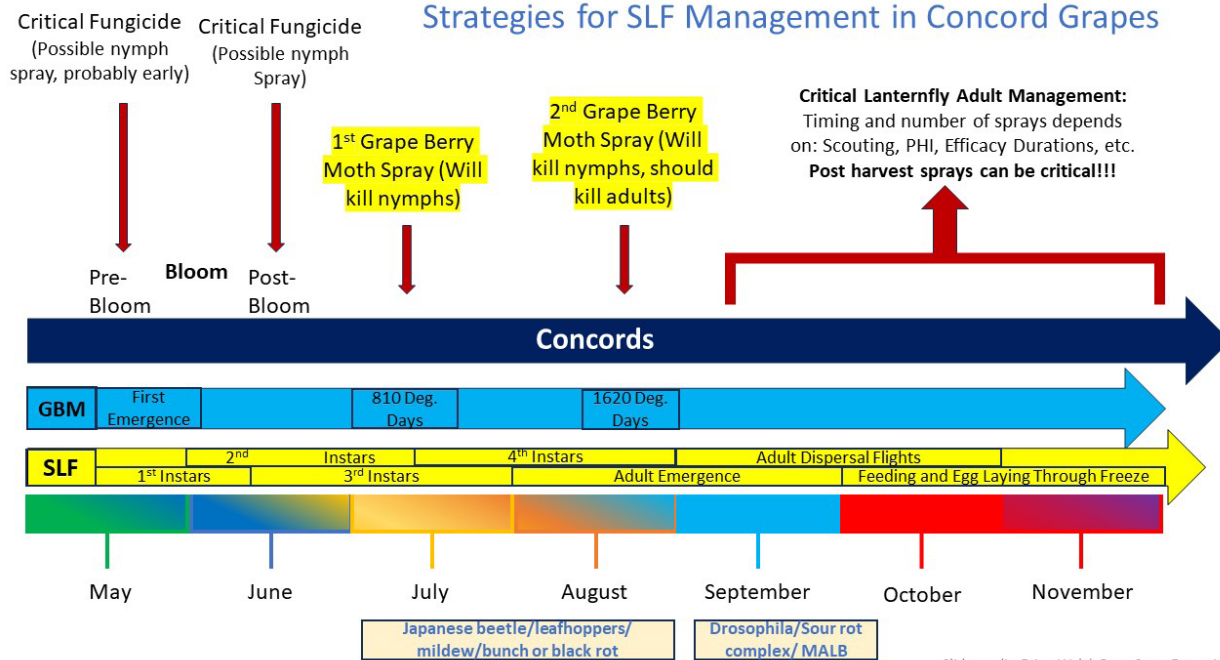 Strategies for SLF Management in Concord Grapes
Critical Fungicide
(Possible nymph
spray, probably early)
Critical Fungicide
(Possible nymph
Spray)
1st Grape Berry
Moth Spray (Will
kill nymphs)
2nd Grape Berry
Moth Spray (Will
kill nymphs, should
kill adults)
Critical Lanternfly Adult Management:
Timing and number of sprays depends
on: Scouting, PHI, Efficacy Durations, etc.
Post harvest sprays can be critical!!!
Pre-
Bloom
Bloom
Post-
Bloom
Concords
GBM
First
Emergence
810 Deg.
Days
1620 Deg.
Days
SLF
2nd Instars
4th Instars
Adult Dispersal Flights
1st Instars
3rd Instars
Adult Emergence
Feeding and Egg Laying Through Freeze
May
June
July
August
September
October
November
Japanese beetle/leafhoppers/
mildew/bunch or black rot
Drosophila/Sour rot
complex/ MALB